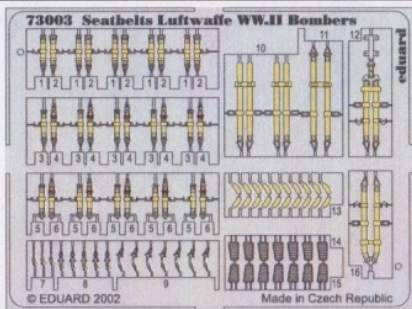 73003 Seatbelts Luftwaffe WW.II Bombers
eduard
10 11 12
1 2 1 2 1 2 1 2 1 2
3 4 3 4 3 4 3 4 3 4
5 6 5 6 5 6 5 6 5 6
13
14
7 8 9 15 16
© EDUARD 2002 Made in Czech Republic